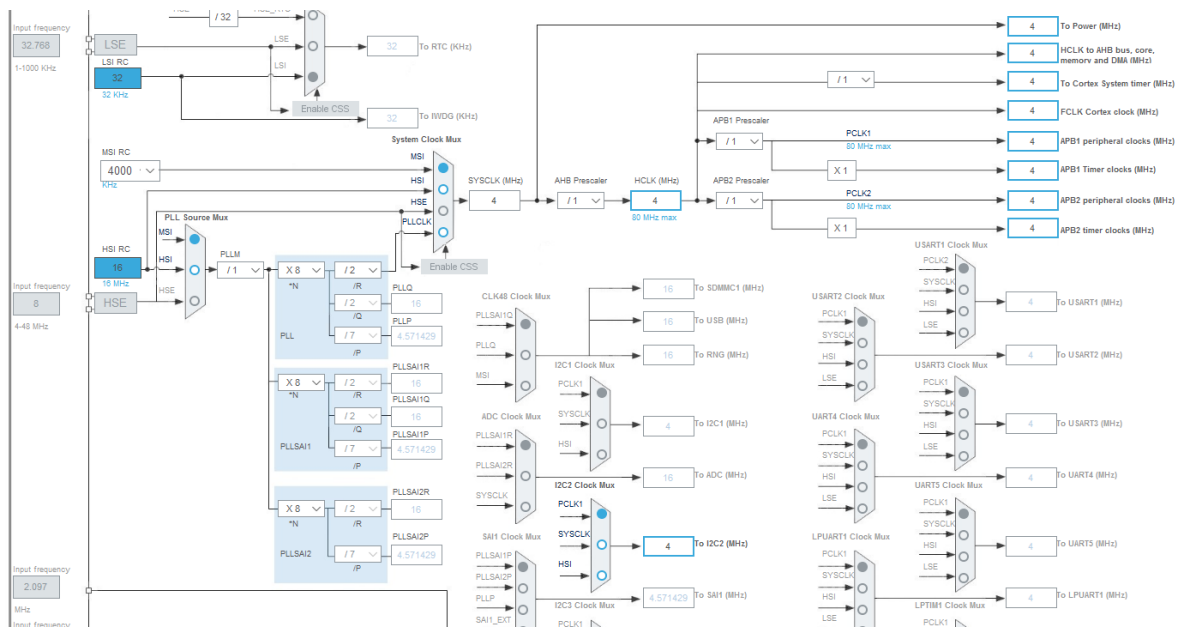 / 32
Input frequency
32.768
1-1000 KHz
LSE
LSE
LSI
32
To RTC (KHz)
LSI RC
32
32 KHz
Enable CSS
32
To IWDG (KHz)
4
To Power (MHz)
4
HCLK to AHB bus, core,
memory and DMA (MHz)
/ 1
4
To Cortex System timer (MHz)
4
FCLK Cortex clock (MHz)
APB1 Prescaler
/ 1
PCLK1
80 MHz max
4
APB1 peripheral clocks (MHz)
X 1
4
APB1 Timer clocks (MHz)
System Clock Mux
MSI RC
4000
KHz
MSI
HSI
HSE
PLLCLK
SYSCLK (MHz)
4
AHB Prescaler
/ 1
HCLK (MHz)
4
80 MHz max
APB2 Prescaler
/ 1
PCLK2
80 MHz max
4
APB2 peripheral clocks (MHz)
X 1
4
APB2 timer clocks (MHz)
Enable CSS
PLL Source Mux
MSI
HSI
HSE
HSI RC
16
16 MHz
Input frequency
8
4-48 MHz
HSE
PLLM
/ 1
X 8
*N
/ 2
/R
/ 2
/Q
/ 7
/P
PLL
PLLQ
16
PLLP
4.571429
X 8
*N
/ 2
/R
/ 2
/Q
/ 7
/P
PLLSAI1
PLLSAI1R
16
PLLSAI1Q
16
PLLSAI1P
4.571429
X 8
*N
/ 2
/R
/ 7
/P
PLLSAI2
PLLSAI2R
16
PLLSAI2P
4.571429
Input frequency
2.097
MHz
Input frequency
CLK48 Clock Mux
PLLSAI1Q
PLLQ
MSI
16
To SDMMC1 (MHz)
16
To USB (MHz)
16
To RNG (MHz)
I2C1 Clock Mux
PCLK1
SYSCLK
HSI
4
To I2C1 (MHz)
ADC Clock Mux
PLLSAI1R
PLLSAI2R
SYSCLK
16
To ADC (MHz)
I2C2 Clock Mux
PCLK1
SYSCLK
HSI
4
To I2C2 (MHz)
SAI1 Clock Mux
PLLSAI1P
PLLSAI2P
PLLP
SAI1_EXT
4.571429
To SAI1 (MHz)
I2C3 Clock Mux
PCLK1
USART1 Clock Mux
PCLK2
SYSCLK
HSI
LSE
4
To USART1 (MHz)
USART2 Clock Mux
PCLK1
SYSCLK
HSI
LSE
4
To USART2 (MHz)
USART3 Clock Mux
PCLK1
SYSCLK
HSI
LSE
4
To USART3 (MHz)
UART4 Clock Mux
PCLK1
SYSCLK
HSI
LSE
4
To UART4 (MHz)
UART5 Clock Mux
PCLK1
SYSCLK
HSI
LSE
4
To UART5 (MHz)
LPUART1 Clock Mux
PCLK1
SYSCLK
HSI
LSE
4
To LPUART1 (MHz)
LPTIM1 Clock Mux
PCLK1